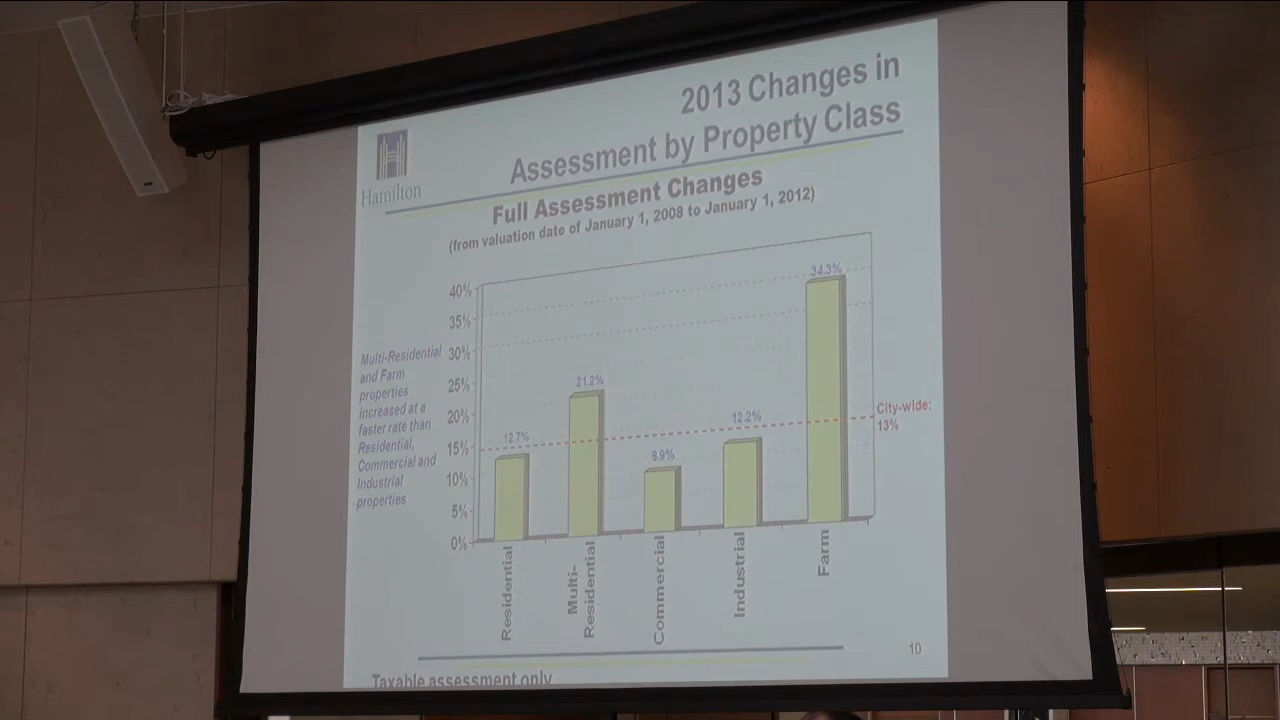 2013 Changes in
Assessment by Property Class
Hamilton
Full Assessment Changes
(from valuation date of January 1, 2008 to January 1, 2012)
40%
35%
30%
25%
20%
15%
10%
5%
0%
Multi-Residential
and Farm
properties
increased at a
faster rate than
Residential,
Commercial and
Industrial
properties
12.7%
21.2%
8.9%
12.2%
34.3%
City-wide:
13%
Residential
Multi-
Residential
Commercial
Industrial
Farm
10
Taxable assessment only